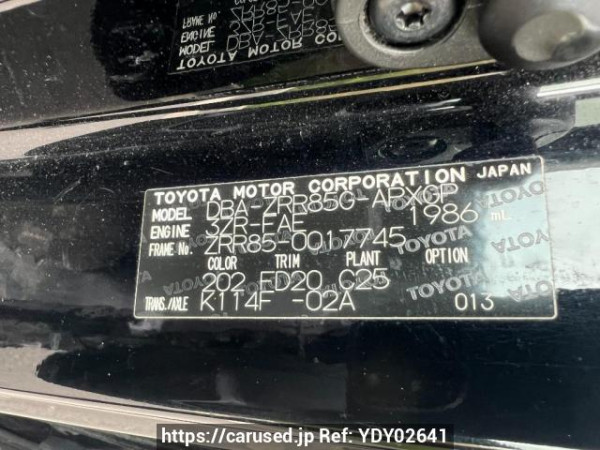 TOYOTA MOTOR CORPORATION JAPAN
MODEL DBA-ZRR85G-APXGP
ENGINE 3ZR-FAE 1986 mL
FRAME No. ZRR85-0017745
COLOR TRIM PLANT OPTION
202 FD20 C25
TRANS./AXLE K114F -02A 013
https://carused.jp Ref: YDY02641